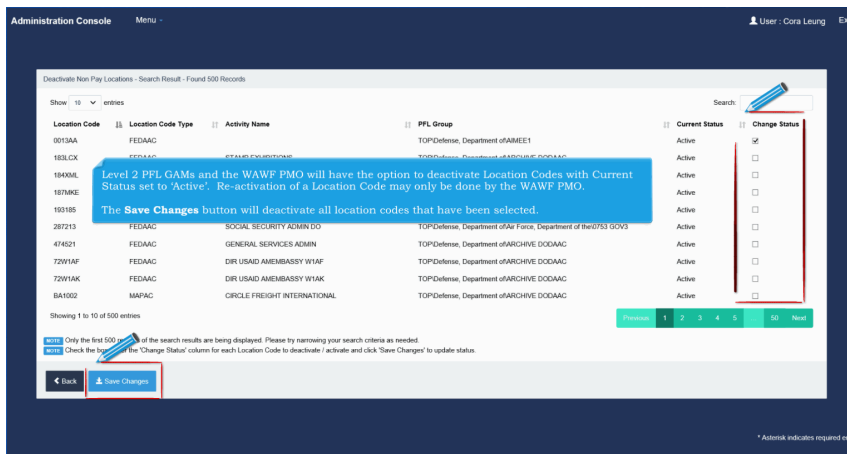 Administration Console Menu User : Cora Leung Ex
Deactivate Non Pay Locations - Search Result - Found 500 Records
Show 10 entries Search:
Location Code Location Code Type Activity Name PFL Group Current Status Change Status
0013AA FEDAAC TOP\Defense, Department of\AIMEE1 Active
183LCX FEDAAC STAMP EXHIBITIONS TOP\Defense, Department of\ARCHIVE DODAAC Active
184XML Active
187MKE Active
193185 Active
Level 2 PFL GAMs and the WAWF PMO will have the option to deactivate Location Codes with Current
Status set to ‘Active’. Re-activation of a Location Code may only be done by the WAWF PMO.
The Save Changes button will deactivate all location codes that have been selected.
287213 FEDAAC SOCIAL SECURITY ADMIN DO TOP\Defense, Department of\Air Force, Department of the\0753 GOV3 Active
474521 FEDAAC GENERAL SERVICES ADMIN TOP\Defense, Department of\ARCHIVE DODAAC Active
72W1AF FEDAAC DIR USAID AMEMBASSY W1AF TOP\Defense, Department of\ARCHIVE DODAAC Active
72W1AK FEDAAC DIR USAID AMEMBASSY W1AK TOP\Defense, Department of\ARCHIVE DODAAC Active
BA1002 MAPAC CIRCLE FREIGHT INTERNATIONAL TOP\Defense, Department of\ARCHIVE DODAAC Active
Showing 1 to 10 of 500 entries Previous 1 2 3 4 5 50 Next
NOTE Only the first 500 of the search results are being displayed. Please try narrowing your search criteria as needed.
NOTE Check the the 'Change Status' column for each Location Code to deactivate / activate and click 'Save Changes' to update status.
Back Save Changes
* Asterisk indicates required e